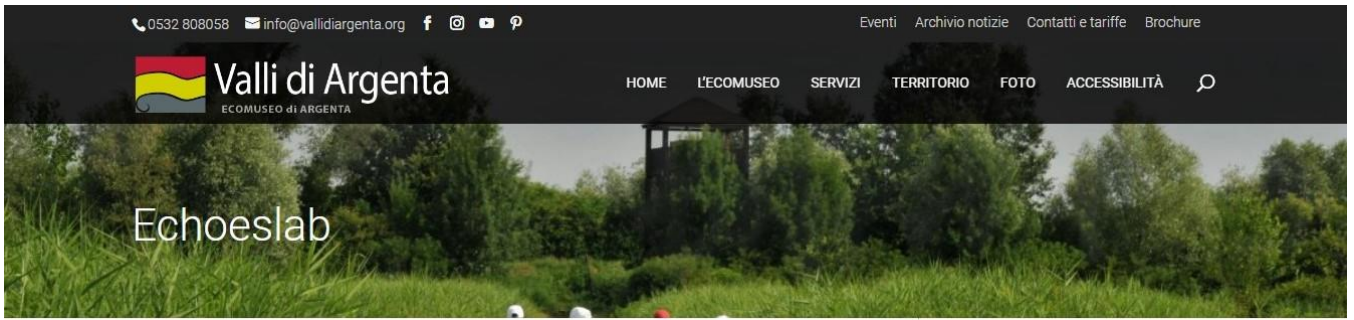 0532 808058 info@vallidiargenta.org Eventi Archivio notizie Contatti e tariffe Brochure
Valli di Argenta
ECOMUSEO di ARGENTA
HOME L'ECOMUSEO SERVIZI TERRITORIO FOTO ACCESSIBILITÀ
Echoeslab